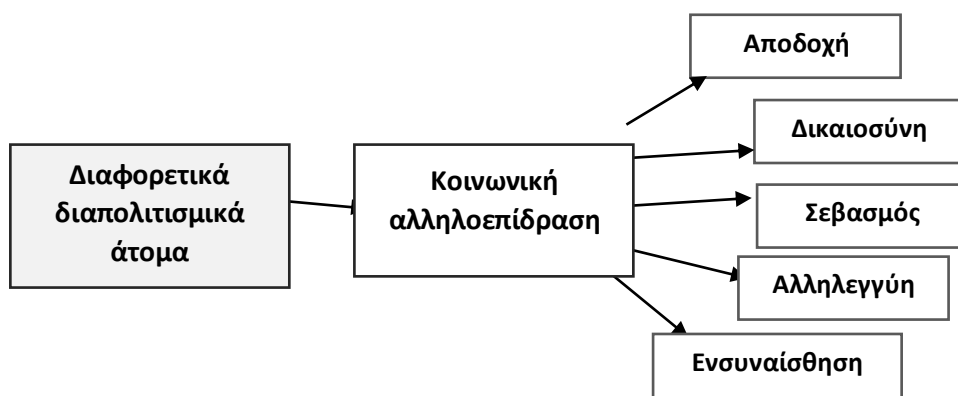 Διαφορετικά
διαπολιτισμικά
άτομα
Κοινωνική
αλληλοεπίδραση
Αποδοχή
Δικαιοσύνη
Σεβασμός
Αλληλεγγύη
Ενσυναίσθηση